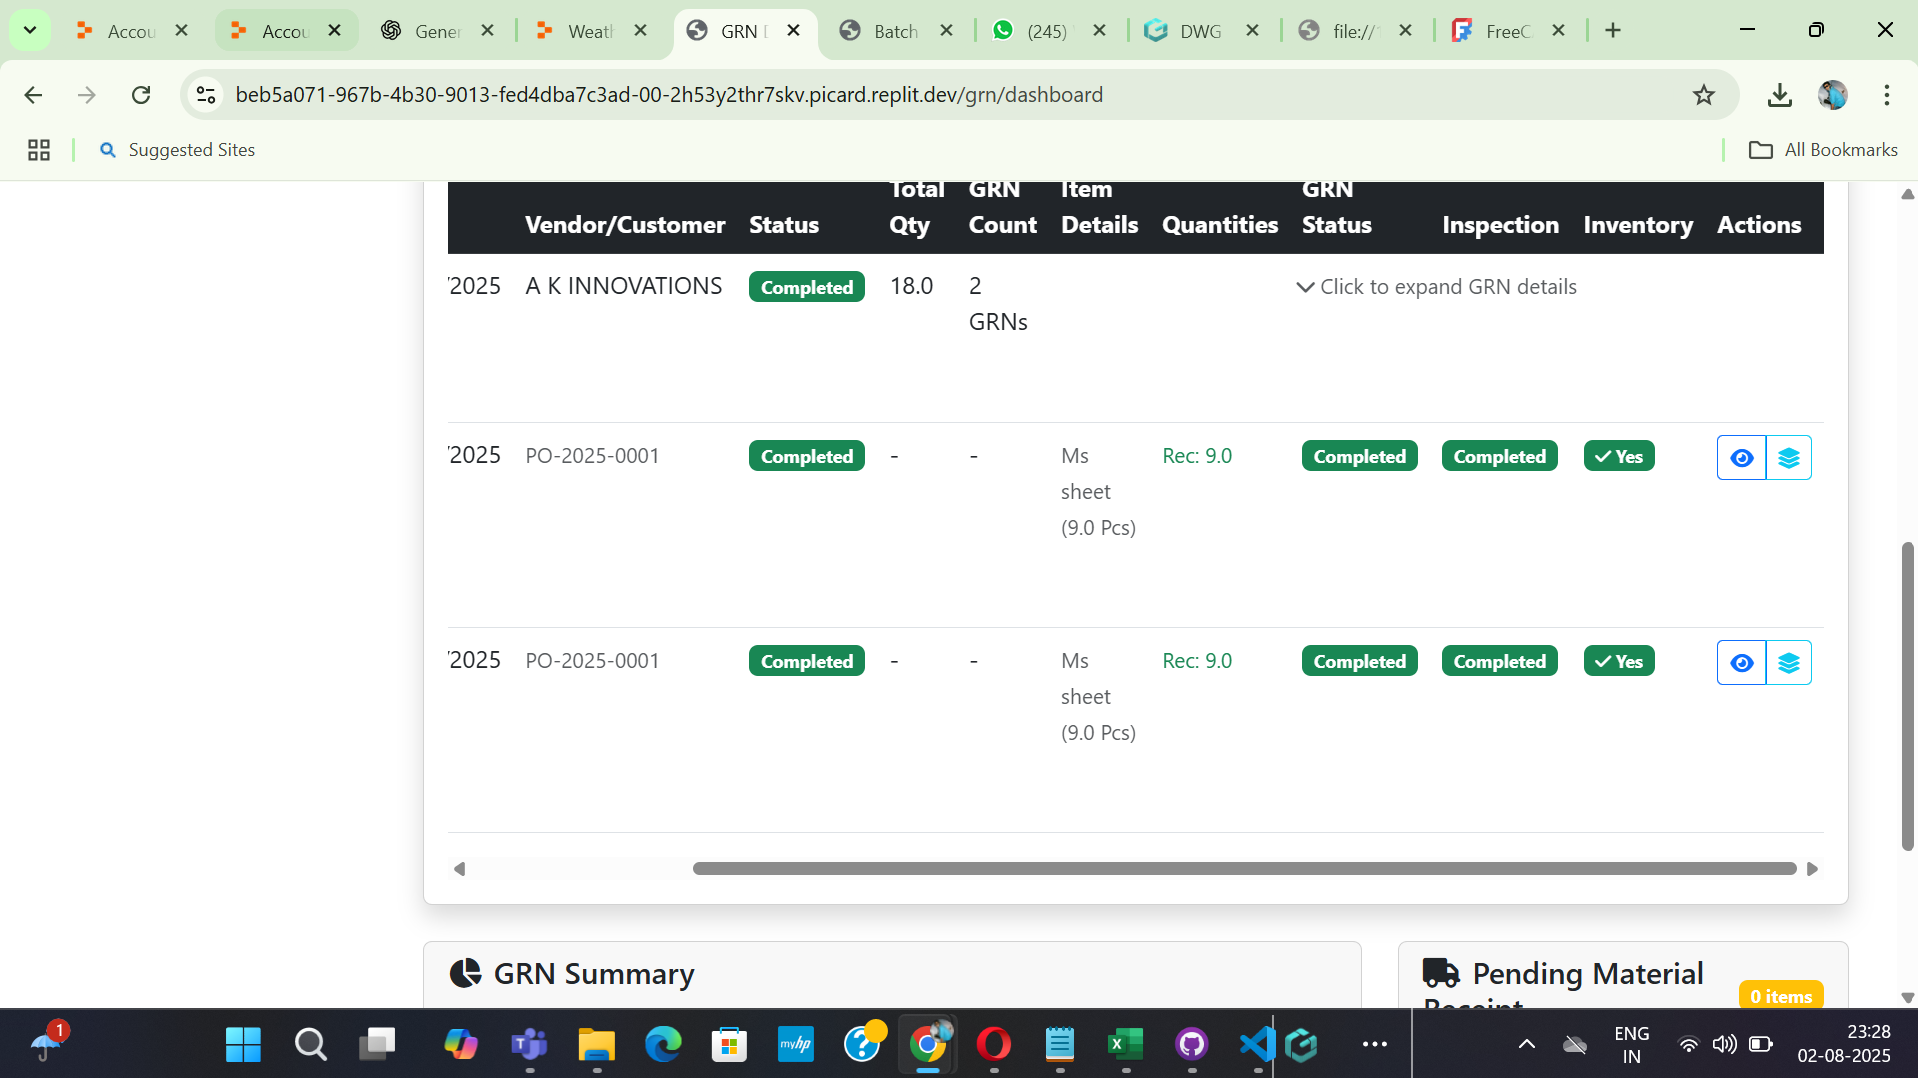 Accou
Accou
Gener
Weath
GRN D
Batch
(245)
DWG
file://
FreeC
beb5a071-967b-4b30-9013-fed4dba7c3ad-00-2h53y2thr7skv.picard.replit.dev/grn/dashboard
Suggested Sites
All Bookmarks
Vendor/Customer Status Total Qty GRN Count Item Details Quantities GRN Status Inspection Inventory Actions
/2025 A K INNOVATIONS Completed 18.0 2 Click to expand GRN details
GRNs
/2025 PO-2025-0001 Completed - - Ms Rec: 9.0 Completed Completed Yes
sheet
(9.0 Pcs)
/2025 PO-2025-0001 Completed - - Ms Rec: 9.0 Completed Completed Yes
sheet
(9.0 Pcs)
GRN Summary
Pending Material
Receipt
0 items
1
myhp
ENG
IN
23:28
02-08-2025